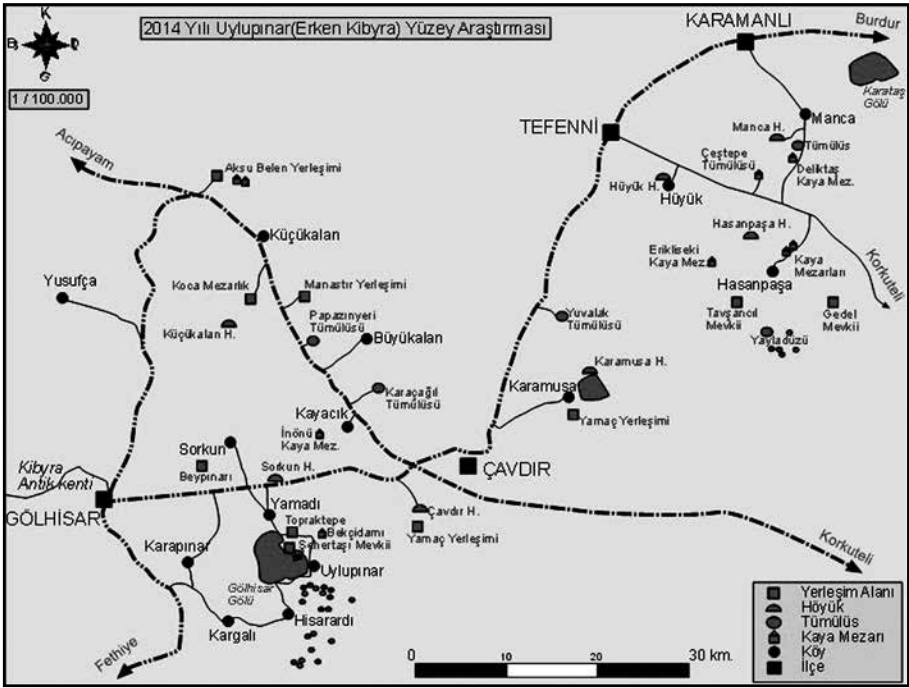 2014 Yılı Uylupınar(Erken Kibyra) Yüzey Araştırması
K
B
D
G
1 / 100.000
KARAMANLI
Burdur
Karataş
Gölü
Manca
Manca H.
Tümülüs
Deliktaş
Kaya Mez.
TEFENNİ
Çeştepe
Tümülüsü
Hüyük H.
Hüyük
Acıpayam
Aksu Belen Yerleşimi
Küçükalan
Hasanpaşa H.
Erikliseki
Kaya Mez.
Kaya
Mezarları
Hasanpaşa
Korkuteli
Yusufça
Koca Mezarlık
Manastır Yerleşimi
Küçükalan H.
Papazınyeri
Tümülüsü
Büyükalan
Yuvalak
Tümülüsü
Tavşancıl
Mevkii
Gedel
Mevkii
Yayladüzü
Karamusa H.
Karamusa
Yamaç Yerleşimi
Karaçağıl
Tümülüsü
Kayacık
İnönü
Kaya Mez.
Sorkun
Beypınarı
Sorkun H.
ÇAVDIR
Kibyra
Antik kenti
GÖLHİSAR
Yamadı
Topraktepe
Bekçidamı
Sehertaşı Mevkii
Çavdır H.
Yamaç Yerleşimi
Karapınar
Uylupınar
Gölhisar
Gölü
Kargalı
Hisarardı
Korkuteli
Fethiye
0
10
20
30 km.
Yerleşim Alanı
Höyük
Tümülüs
Kaya Mezarı
Köy
İlçe